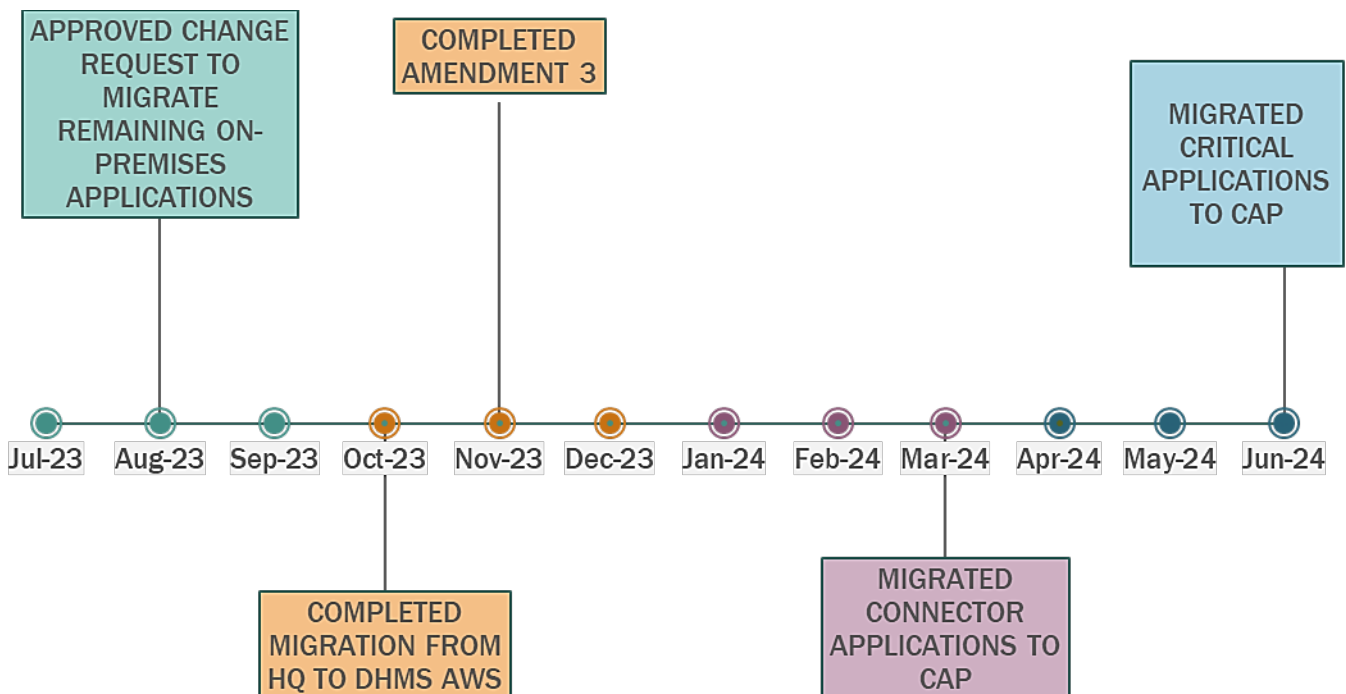 APPROVED CHANGE
REQUEST TO
MIGRATE
REMAINING ON-
PREMISES
APPLICATIONS
COMPLETED
AMENDMENT 3
MIGRATED
CRITICAL
APPLICATIONS
TO CAP
Jul-23
Aug-23
Sep-23
Oct-23
Nov-23
Dec-23
Jan-24
Feb-24
Mar-24
Apr-24
May-24
Jun-24
COMPLETED
MIGRATION FROM
HQ TO DHMS AWS
MIGRATED
CONNECTOR
APPLICATIONS TO
CAP